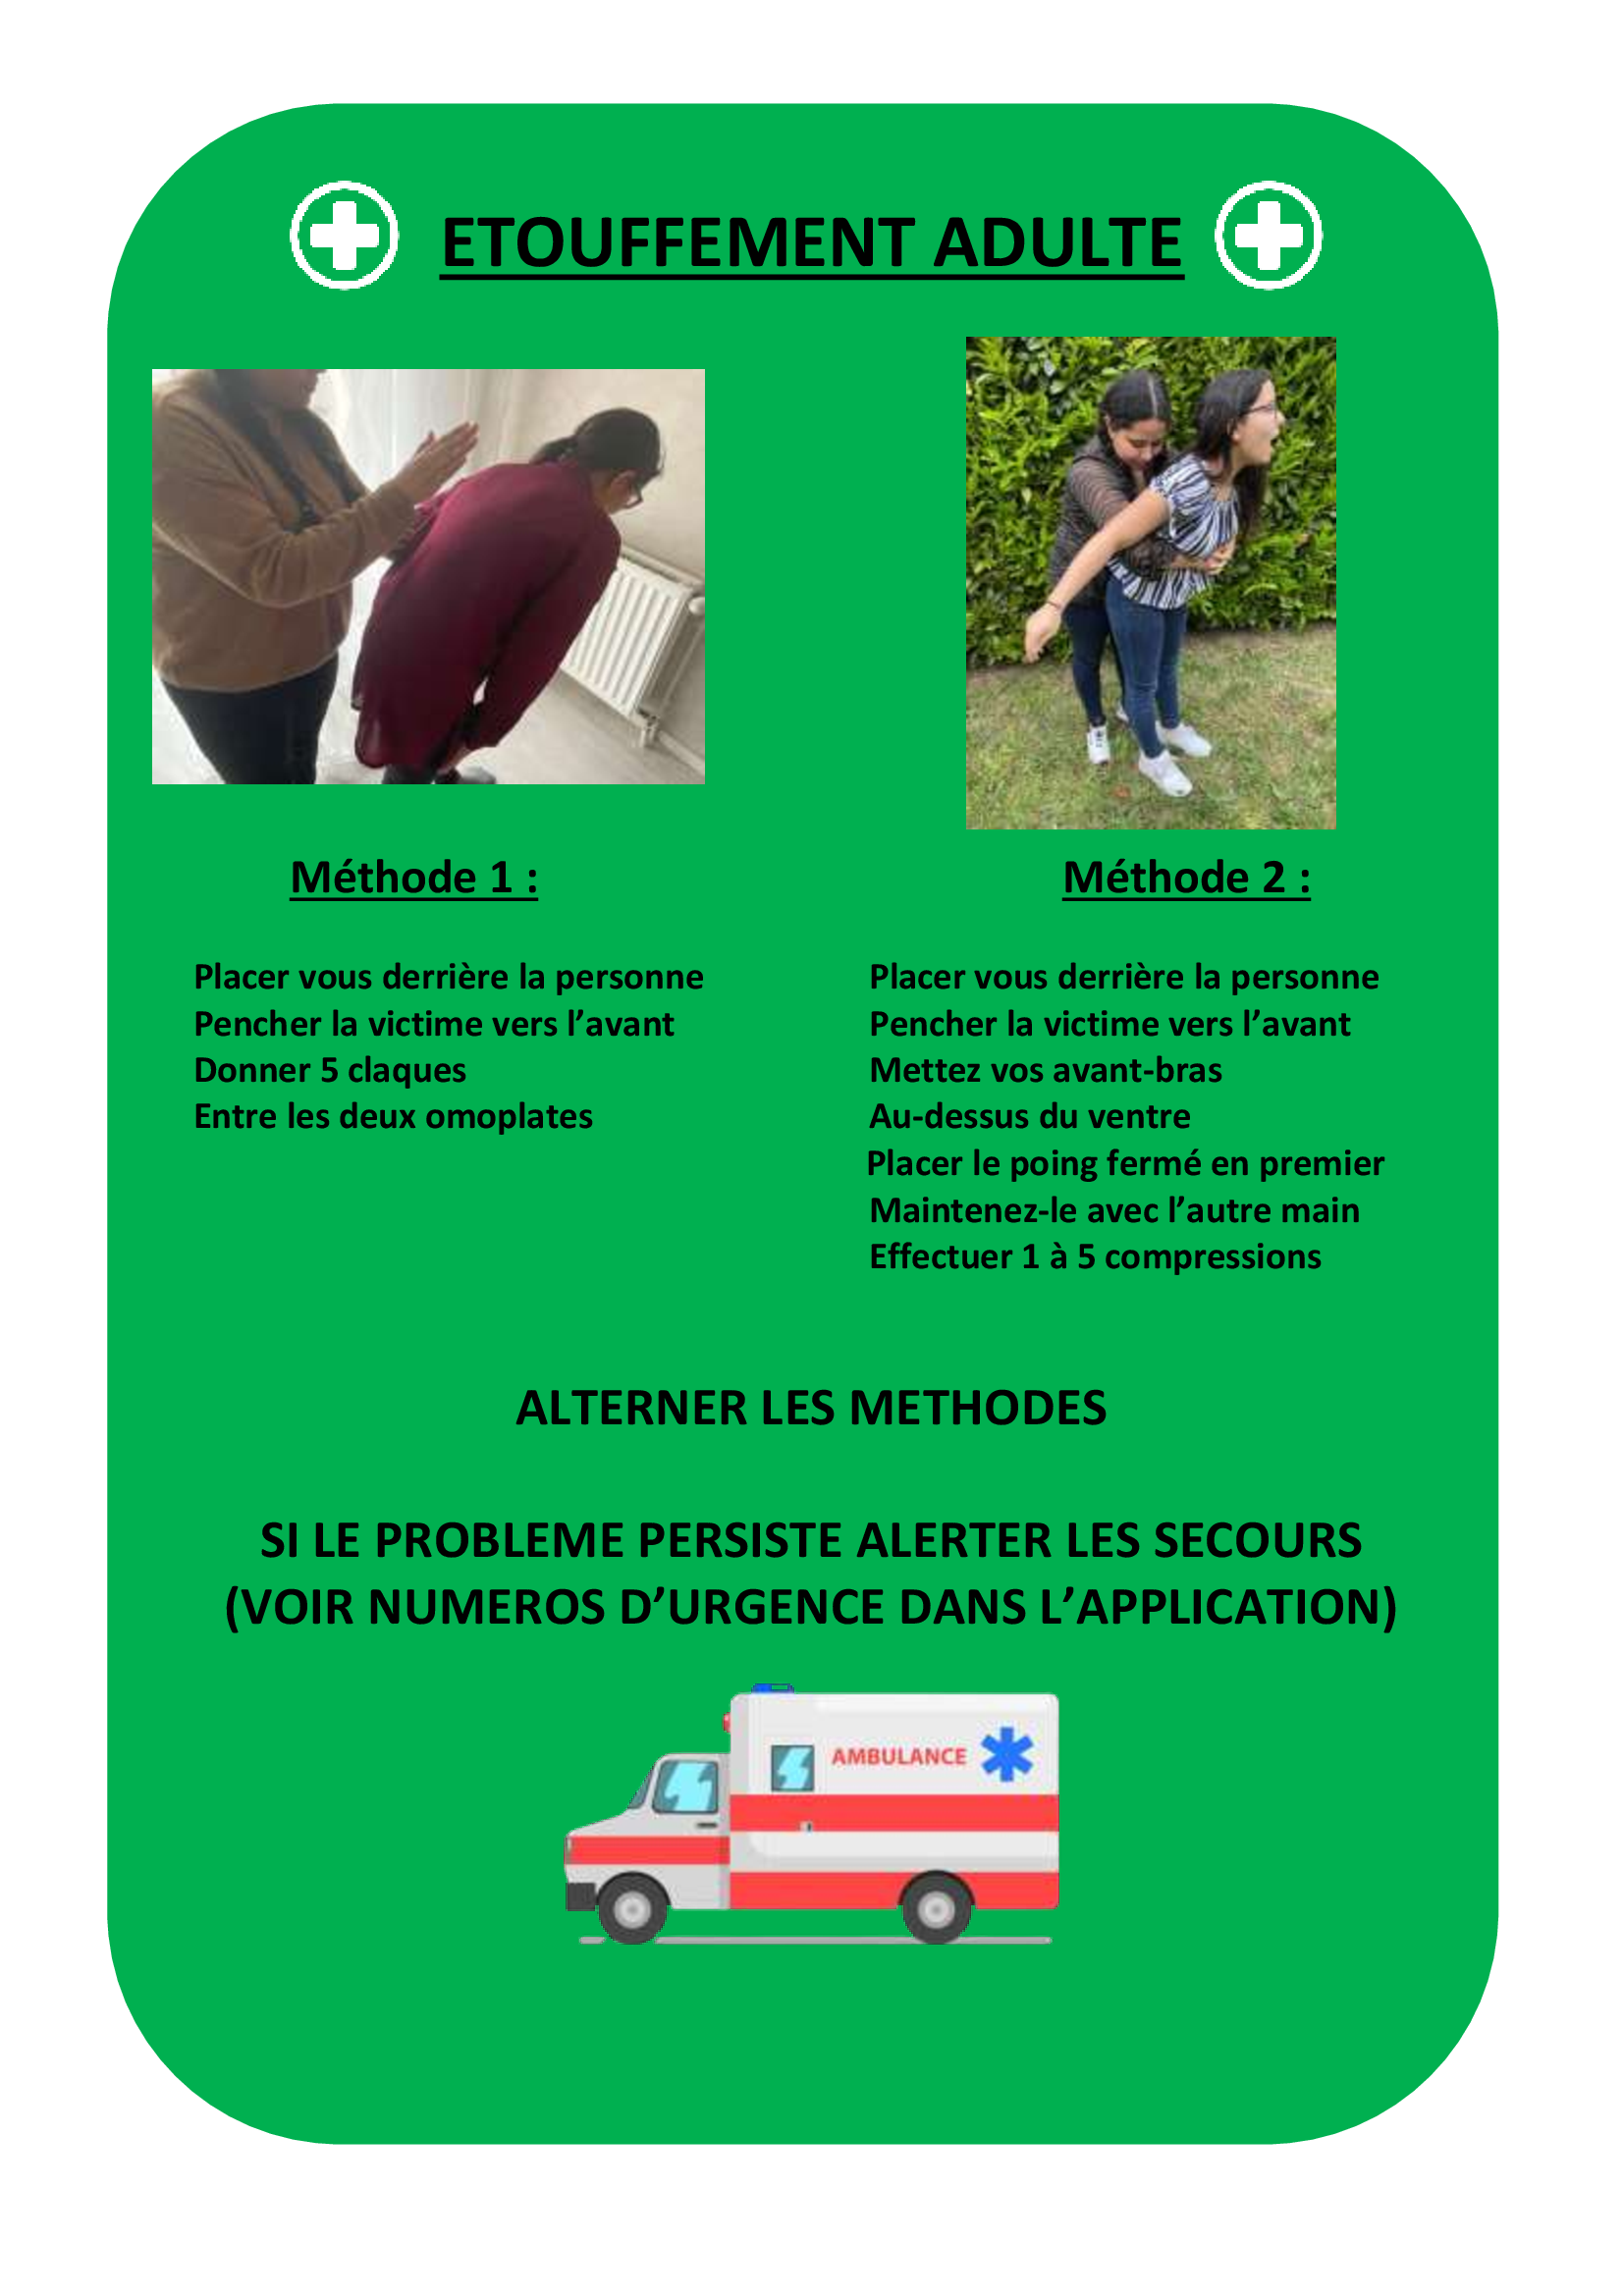 ETOUFFEMENT ADULTE
Méthode 1 :
Placer vous derrière la personne
Pencher la victime vers l’avant
Donner 5 claques
Entre les deux omoplates
Méthode 2 :
Placer vous derrière la personne
Pencher la victime vers l’avant
Mettez vos avant-bras
Au-dessus du ventre
Placer le poing fermé en premier
Maintenez-le avec l’autre main
Effectuer 1 à 5 compressions
ALTERNER LES METHODES
SI LE PROBLEME PERSISTE ALERTER LES SECOURS
(VOIR NUMEROS D’URGENCE DANS L’APPLICATION)
AMBULANCE